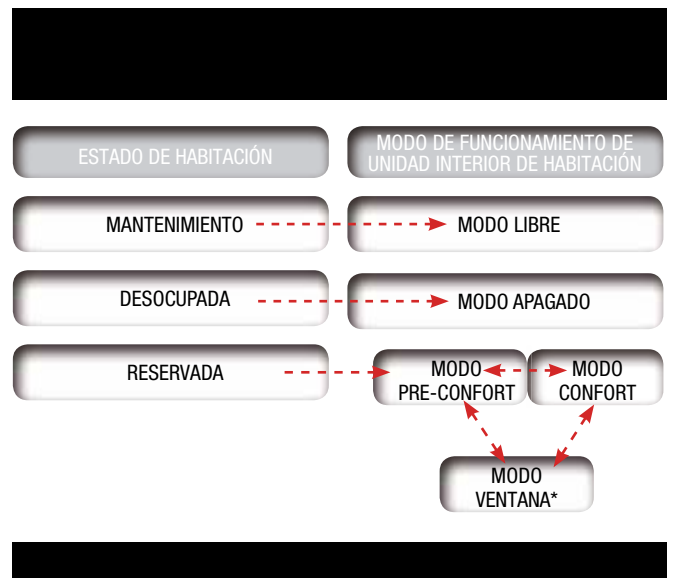 ESTADO DE HABITACIÓN
MODO DE FUNCIONAMIENTO DE
UNIDAD INTERIOR DE HABITACIÓN
MANTENIMIENTO
MODO LIBRE
DESOCUPADA
MODO APAGADO
RESERVADA
MODO
PRE-CONFORT
MODO
CONFORT
MODO
VENTANA*